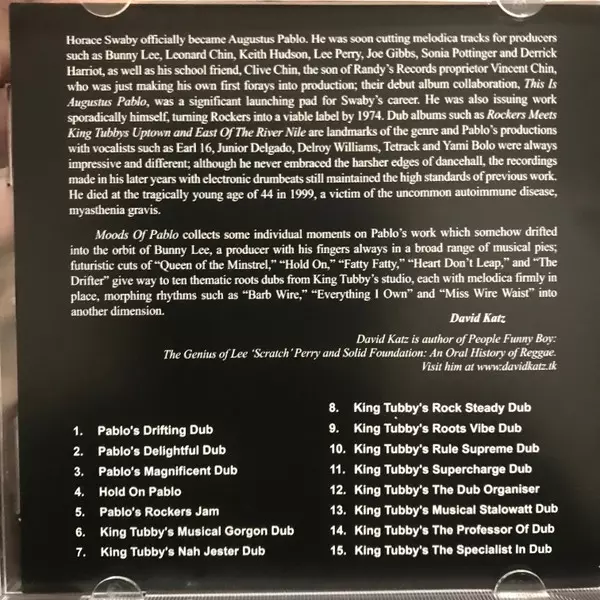 Horace Swaby officially became Augustus Pablo. He was soon cutting melodica tracks for producers
such as Bunny Lee, Leonard Chin, Keith Hudson, Lee Perry, Joe Gibbs, Sonia Pottinger and Derrick
Harriot, as well as his school friend, Clive Chin, the son of Randy's Records proprietor Vincent Chin,
who was just making his own first forays into production; their debut album collaboration, This Is
Augustus Pablo, was a significant launching pad for Swaby's career. He was also issuing work
sporadically himself, turning Rockers into a viable label by 1974. Dub albums such as Rockers Meets
King Tubbys Uptown and East Of The River Nile are landmarks of the genre and Pablo's productions
with vocalists such as Earl 16, Junior Delgado, Delroy Williams, Tetrack and Yami Bolo were always
impressive and different; although he never embraced the harsher edges of dancehall, the recordings
made in his later years with electronic drumbeats still maintained the high standards of previous work.
He died at the tragically young age of 44 in 1999, a victim of the uncommon autoimmune disease,
myasthenia gravis.
Moods Of Pablo collects some individual moments on Pablo's work which somehow drifted
into the orbit of Bunny Lee, a producer with his fingers always in a broad range of musical pies;
futuristic cuts of "Queen of the Minstrel," "Hold On," "Fatty Fatty," "Heart Don't Leap," and "The
Drifter" give way to ten thematic roots dubs from King Tubby's studio, each with melodica firmly in
place, morphing rhythms such as "Barb Wire," "Everything I Own" and "Miss Wire Waist" into
another dimension.
David Katz
David Katz is author of People Funny Boy:
The Genius of Lee 'Scratch' Perry and Solid Foundation: An Oral History of Reggae.
Visit him at www.davidkatz.tk
1. Pablo's Drifting Dub
2. Pablo's Delightful Dub
3. Pablo's Magnificent Dub
4. Hold On Pablo
5. Pablo's Rockers Jam
6. King Tubby's Musical Gorgon Dub
7. King Tubby's Nah Jester Dub
8. King Tubby's Rock Steady Dub
9. King Tubby's Roots Vibe Dub
10. King Tubby's Rule Supreme Dub
11. King Tubby's Supercharge Dub
12. King Tubby's The Dub Organiser
13. King Tubby's Musical Stalowatt Dub
14. King Tubby's The Professor Of Dub
15. King Tubby's The Specialist In Dub